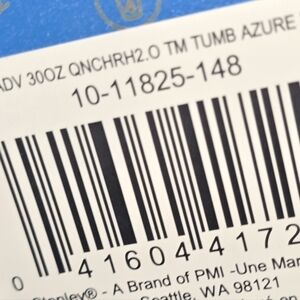 ADV 30OZ QNCHRH2.O TM TUMB AZURE
10-11825-148
0 41604 4172
Stanley® - A Brand of PMI -Une Mar
Seattle, WA 98121